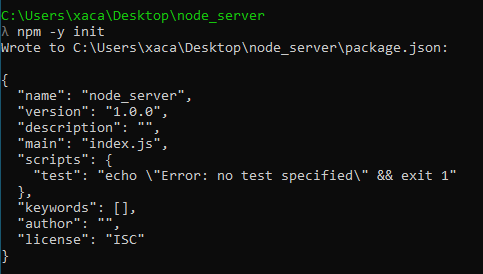 C:\Users\xaca\Desktop\node_server
λ npm -y init
Wrote to C:\Users\xaca\Desktop\node_server\package.json:
{
"name": "node_server",
"version": "1.0.0",
"description": "",
"main": "index.js",
"scripts": {
"test": "echo \"Error: no test specified\" && exit 1"
},
"keywords": [],
"author": "",
"license": "ISC"
}